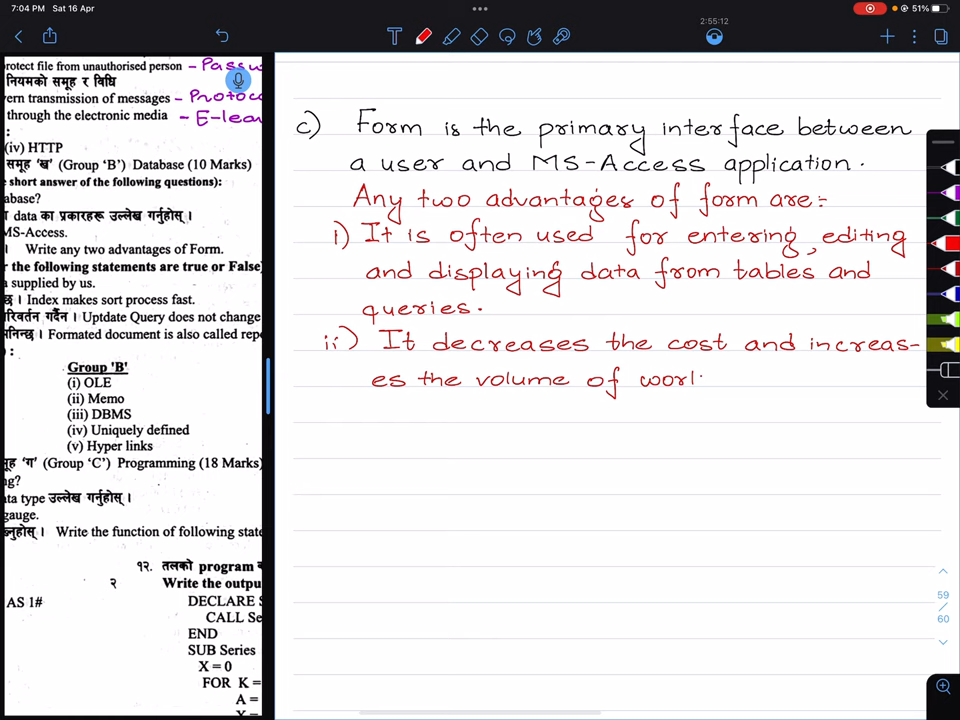 7:04 PM Sat 16 Apr
2:55:12
51%
rotect file from unauthorised person - Passw
नियमको समूह र विधि
vern transmission of messages - Protoco
through the electronic media - E-lear
:
(iv) HTTP
समूह 'ख' (Group 'B') Database (10 Marks)
e short answer of the following questions):
abase?
data का प्रकारहरू उल्लेख गर्नुहोस् ।
MS-Access.
। Write any two advantages of Form.
r the following statements are true or False)
a supplied by us.
छ । Index makes sort process fast.
परिवर्तन गर्दैन । Uptdate Query does not change
मनिन्छ । Formated document is also called repo
) :
Group 'B'
(i) OLE
(ii) Memo
(iii) DBMS
(iv) Uniquely defined
(v) Hyper links
मूह 'ग' (Group 'C') Programming (18 Marks)
ng?
ata type उल्लेख गर्नुहोस् ।
gauge.
ख्नुहोस् । Write the function of following state
१२. तलको program
२ Write the outpu
AS 1# DECLARE S
CALL Se
END
SUB Series
X = 0
FOR K =
A =
c) Form is the primary interface between
a user and MS-Access application.
Any two advantages of form are:-
i) It is often used for entering, editing
and displaying data from tables and
queries.
ii) It decreases the cost and increas-
es the volume of worl
59
/
60